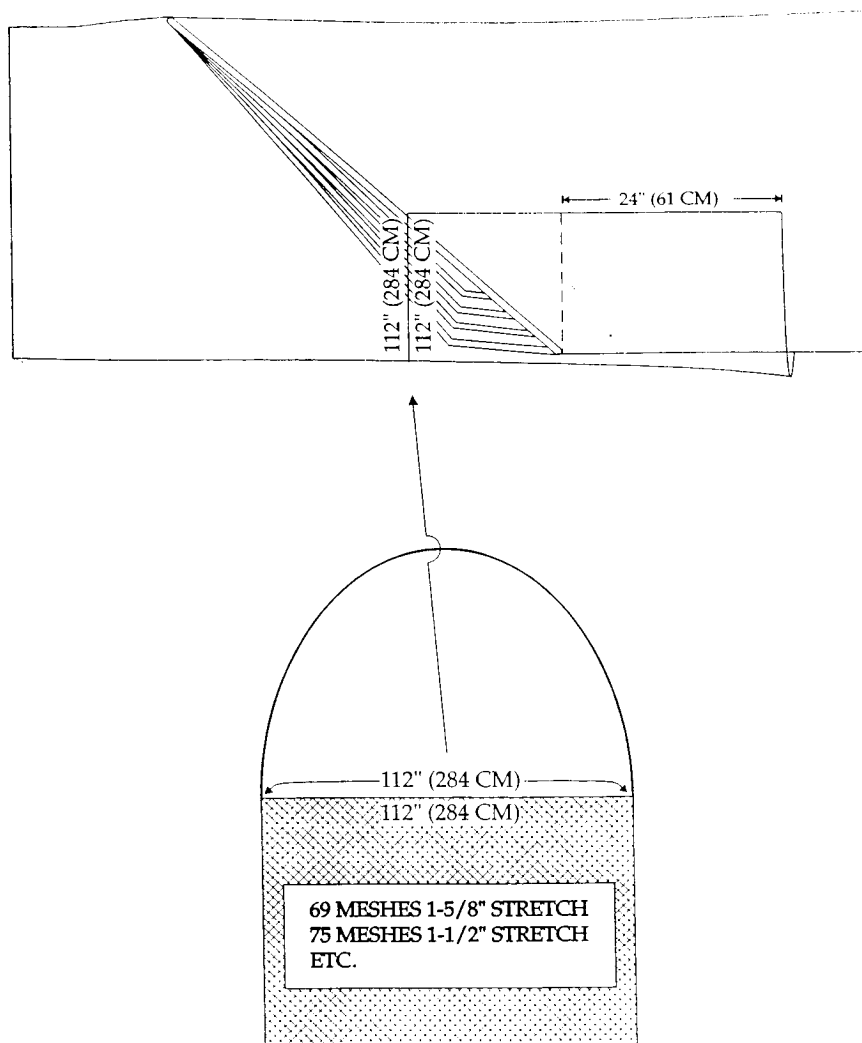 24" (61 CM)
112" (284 CM)
112" (284 CM)
112" (284 CM)
112" (284 CM)
69 MESHES 1-5/8" STRETCH
75 MESHES 1-1/2" STRETCH
ETC.